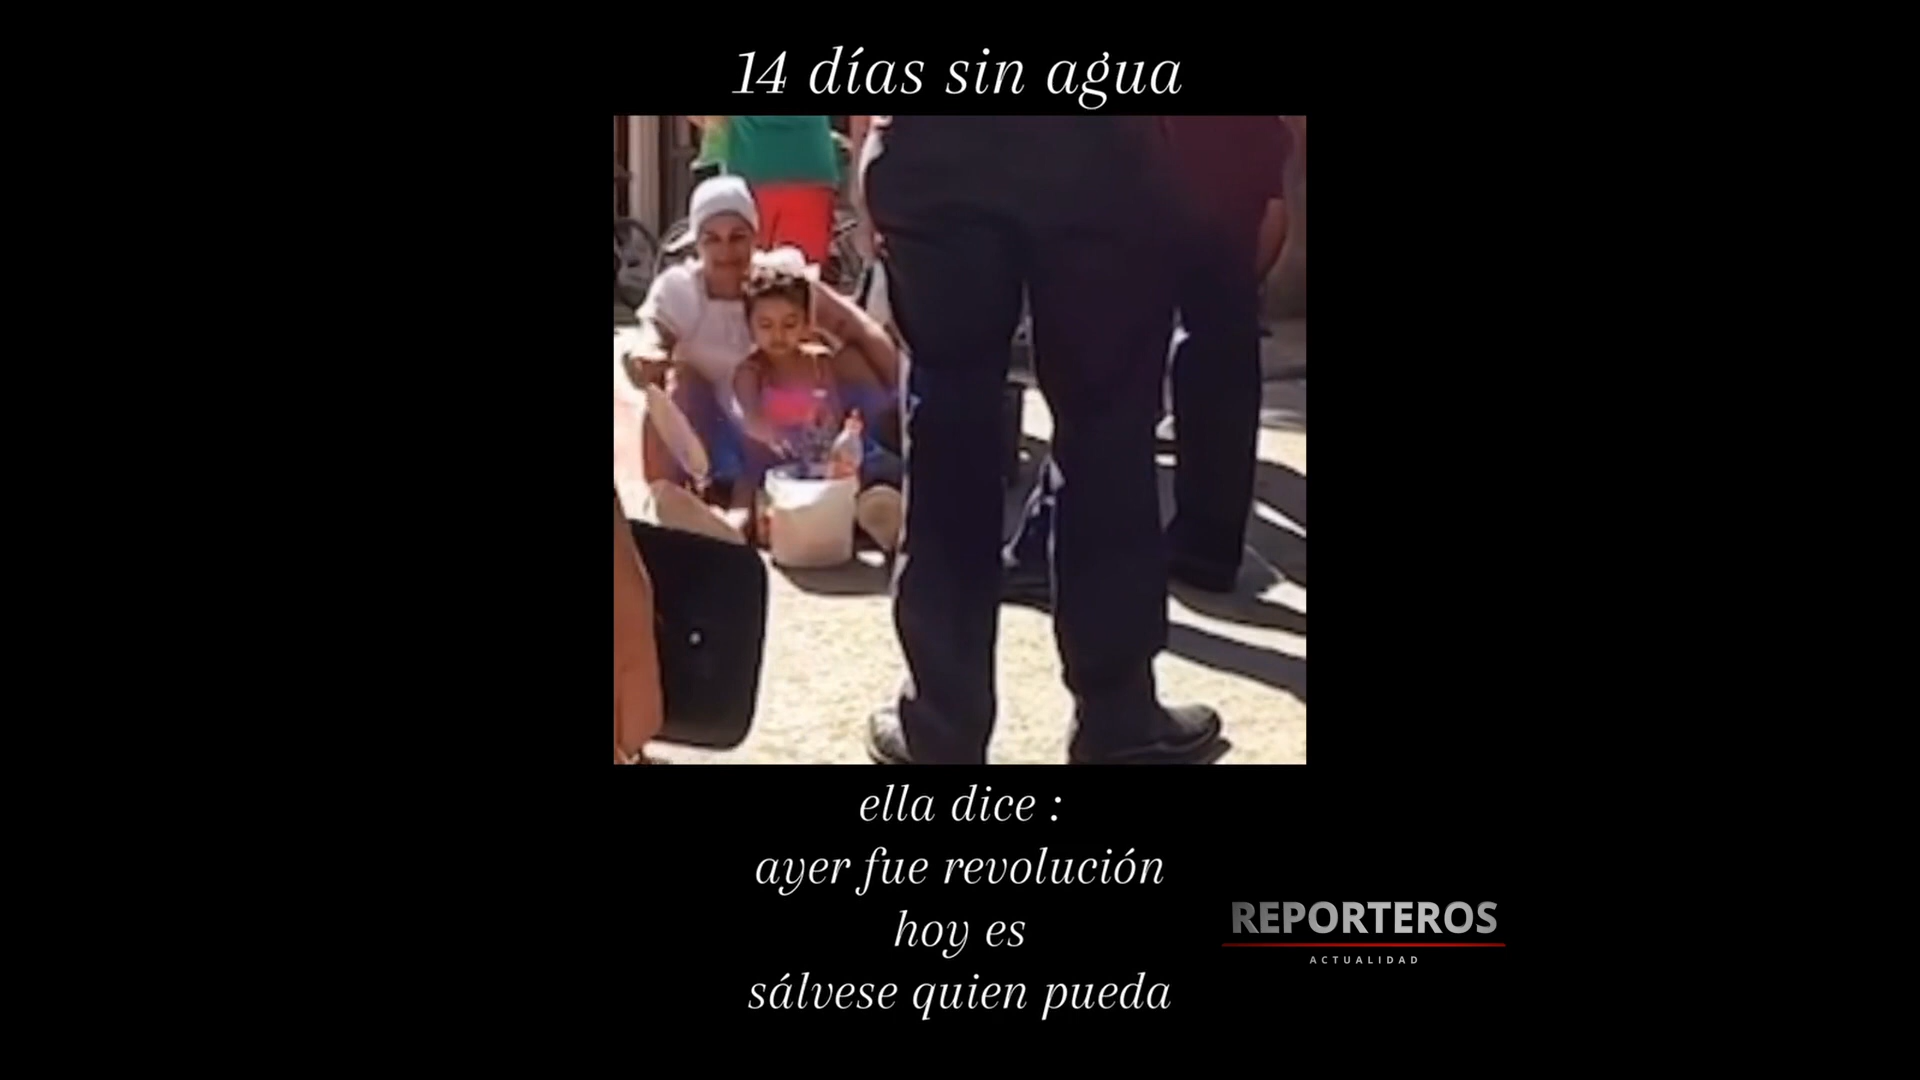 14 días sin agua
ella dice :
ayer fue revolución
hoy es
sálvese quien pueda
REPORTEROS
ACTUALIDAD